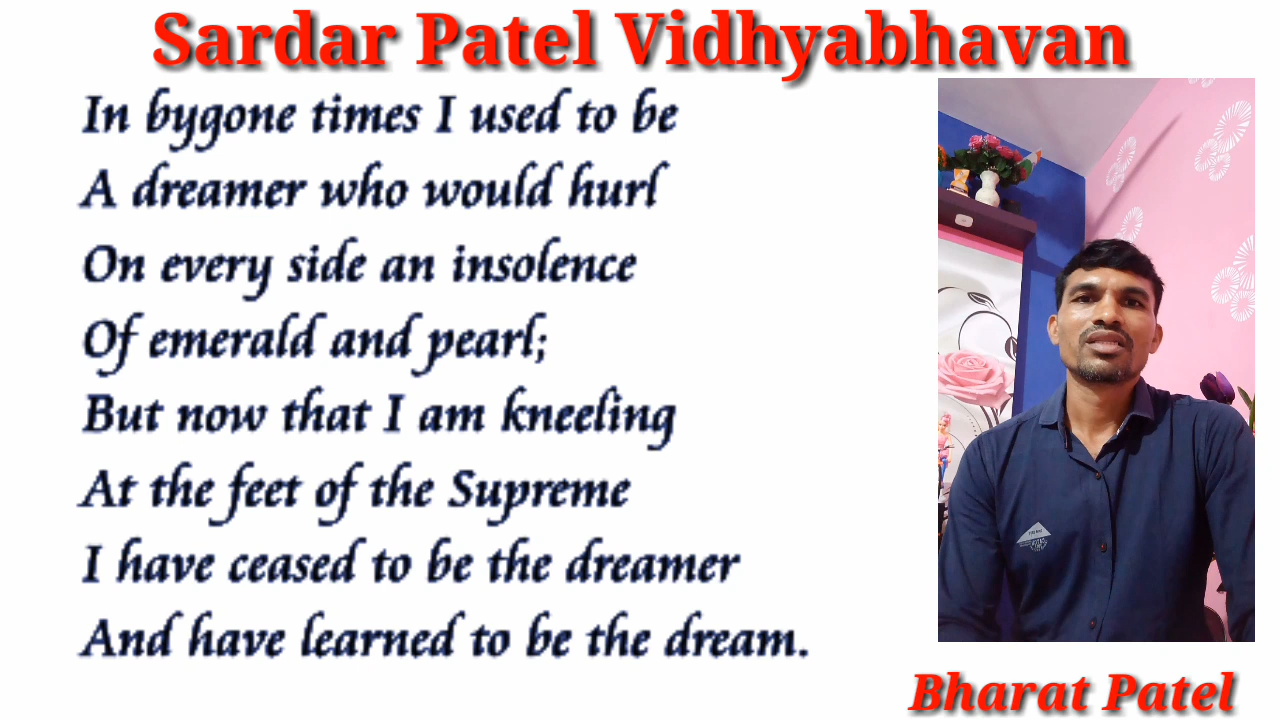 Sardar Patel Vidhyabhavan
In bygone times I used to be
A dreamer who would hurl
On every side an insolence
Of emerald and pearl;
But now that I am kneeling
At the feet of the Supreme
I have ceased to be the dreamer
And have learned to be the dream.
Bharat Patel